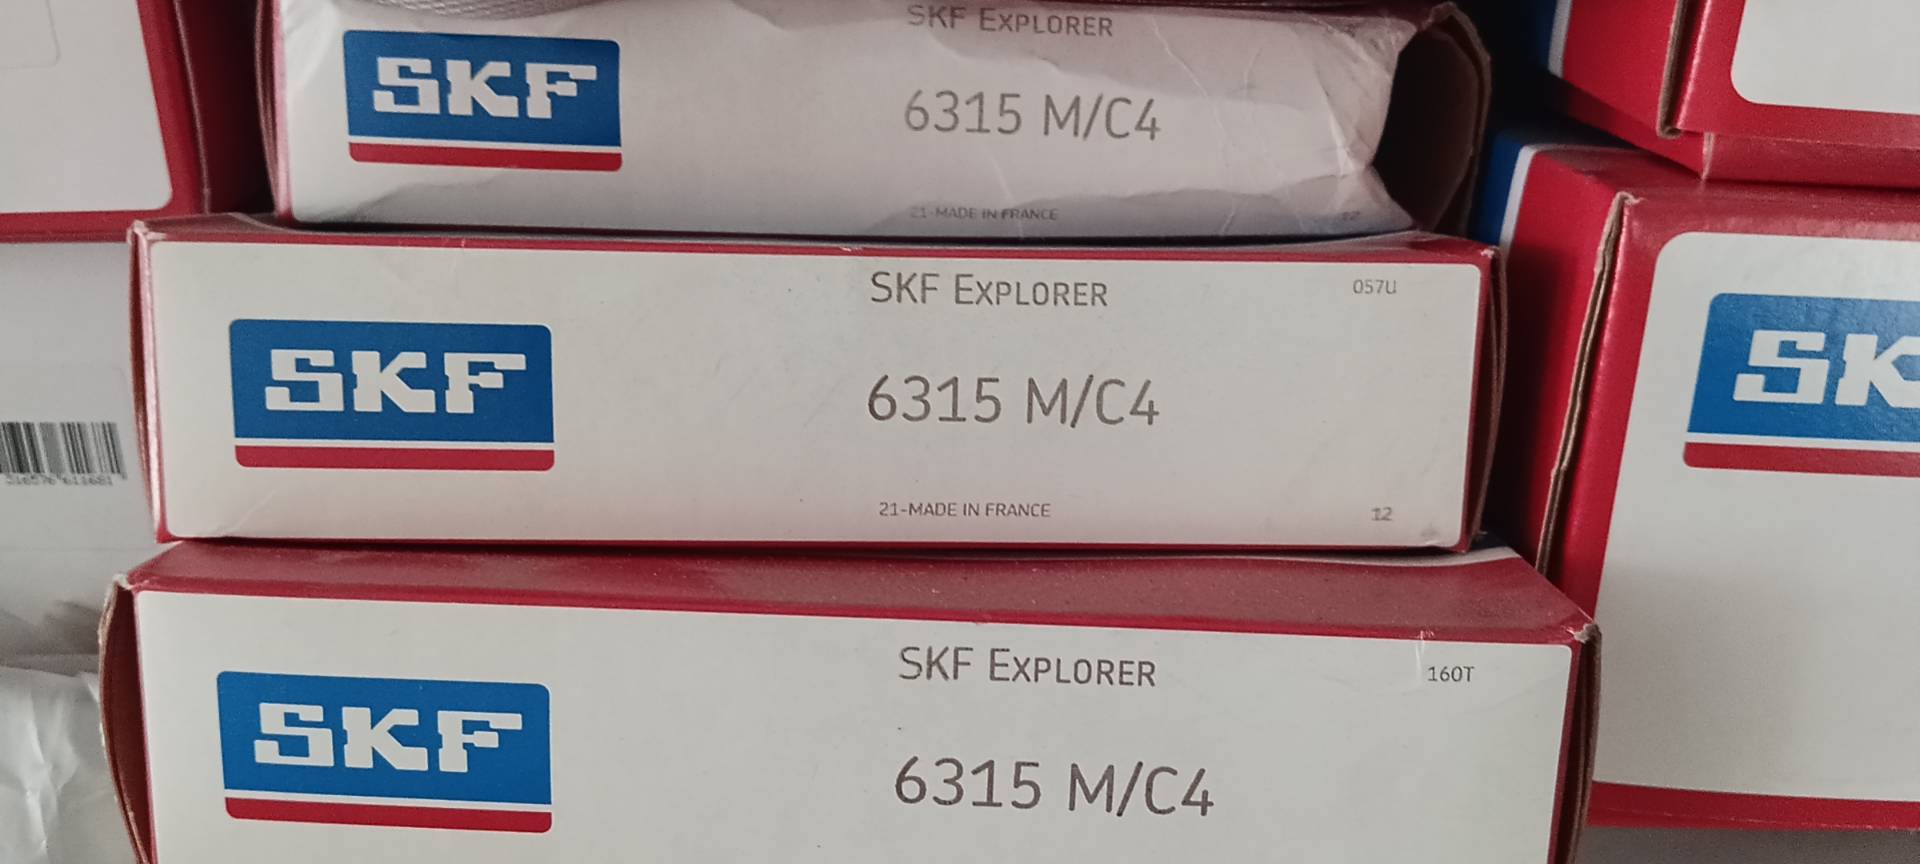 SKF EXPLORER
SKF
6315 M/C4
21-MADE IN FRANCE
12
SKF EXPLORER
057U
SKF
6315 M/C4
21-MADE IN FRANCE
12
SKF EXPLORER
160T
SKF
6315 M/C4
SK